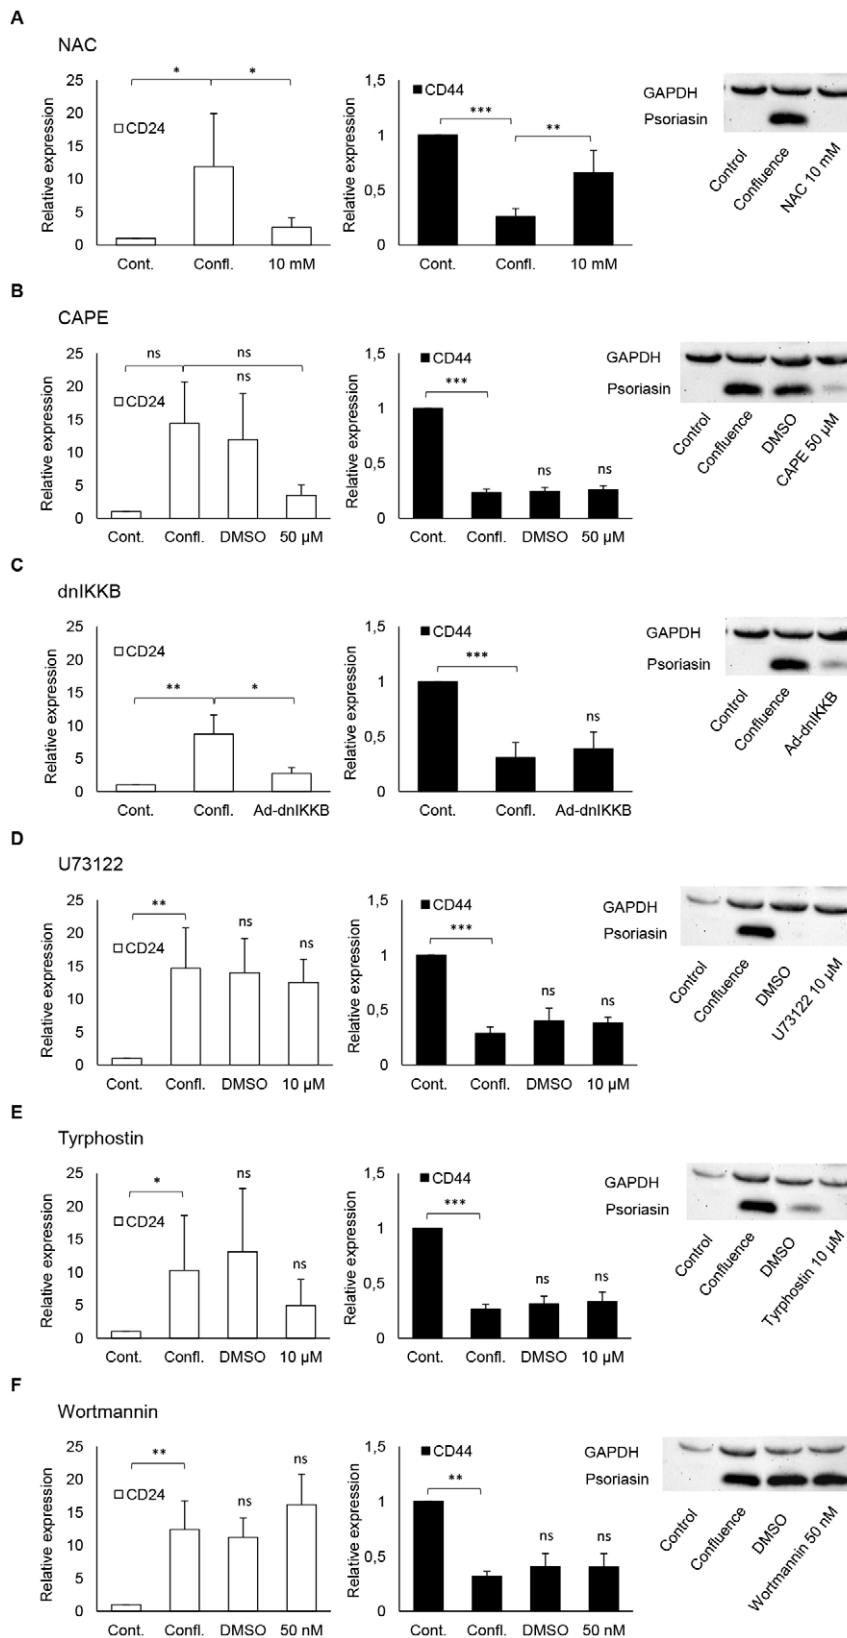 A
NAC
Relative expression
25
20
15
10
5
0
CD24
*
*
Cont. Confl. 10 mM
Relative expression
1,5
1
0,5
0
CD44
***
**
Cont. Confl. 10 mM
GAPDH
Psoriasin
Control
Confluence
NAC 10 mM
B
CAPE
Relative expression
25
20
15
10
5
0
CD24
ns
ns
ns
Cont. Confl. DMSO 50 µM
Relative expression
1,5
1
0,5
0
CD44
***
ns
ns
Cont. Confl. DMSO 50 µM
GAPDH
Psoriasin
Control
Confluence
DMSO
CAPE 50 µM
C
dnIKKB
Relative expression
25
20
15
10
5
0
CD24
**
*
Cont. Confl. Ad-dnIKKB
Relative expression
1,5
1
0,5
0
CD44
***
ns
Cont. Confl. Ad-dnIKKB
GAPDH
Psoriasin
Control
Confluence
Ad-dnIKKB
D
U73122
Relative expression
25
20
15
10
5
0
CD24
**
ns
ns
Cont. Confl. DMSO 10 µM
Relative expression
1,5
1
0,5
0
CD44
***
ns
ns
Cont. Confl. DMSO 10 µM
GAPDH
Psoriasin
Control
Confluence
DMSO
U73122 10 µM
E
Tyrphostin
Relative expression
25
20
15
10
5
0
CD24
*
ns
ns
Cont. Confl. DMSO 10 µM
Relative expression
1,5
1
0,5
0
CD44
***
ns
ns
Cont. Confl. DMSO 10 µM
GAPDH
Psoriasin
Control
Confluence
DMSO
Tyrphostin 10 µM
F
Wortmannin
Relative expression
25
20
15
10
5
0
CD24
**
ns
ns
Cont. Confl. DMSO 50 nM
Relative expression
1,5
1
0,5
0
CD44
**
ns
ns
Cont. Confl. DMSO 50 nM
GAPDH
Psoriasin
Control
Confluence
DMSO
Wortmannin 50 nM